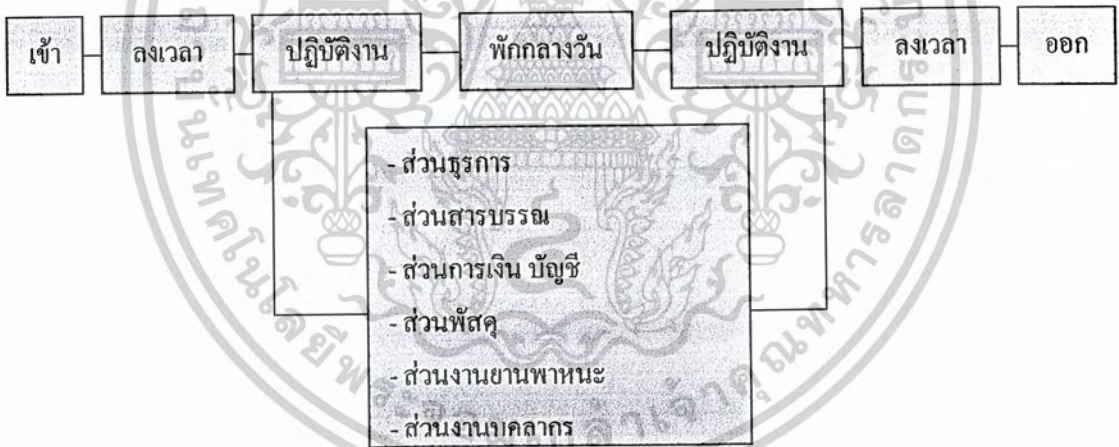 เข้า ลงเวลา ปฏิบัติงาน พักกลางวัน ปฏิบัติงาน ลงเวลา ออก
- ส่วนธุรการ
- ส่วนสารบรรณ
- ส่วนการเงิน บัญชี
- ส่วนพัสดุ
- ส่วนงานยานพาหนะ
- ส่วนงานบุคลากร